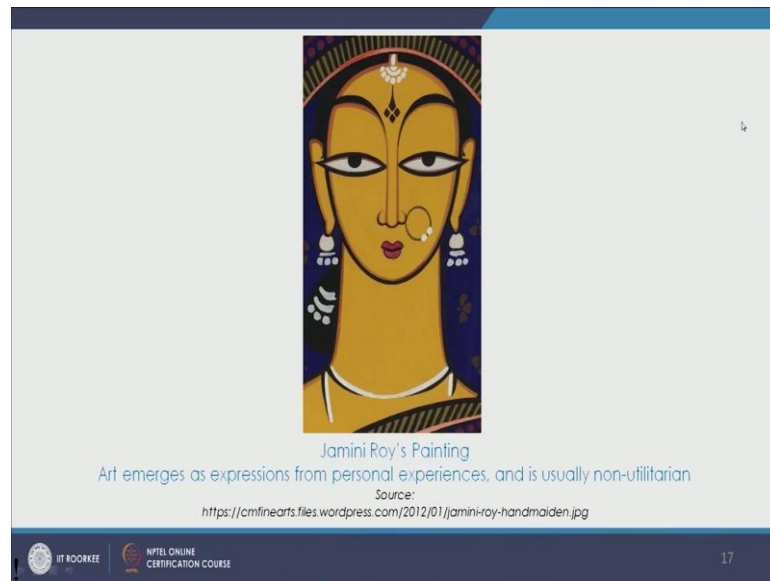 Jamini Roy's Painting
Art emerges as expressions from personal experiences, and is usually non-utilitarian
Source:
https://cmfinearts.files.wordpress.com/2012/01/jamini-roy-handmaiden.jpg
IT ROORKEE
NPTEL ONLINE
CERTIFICATION COURSE
17
!